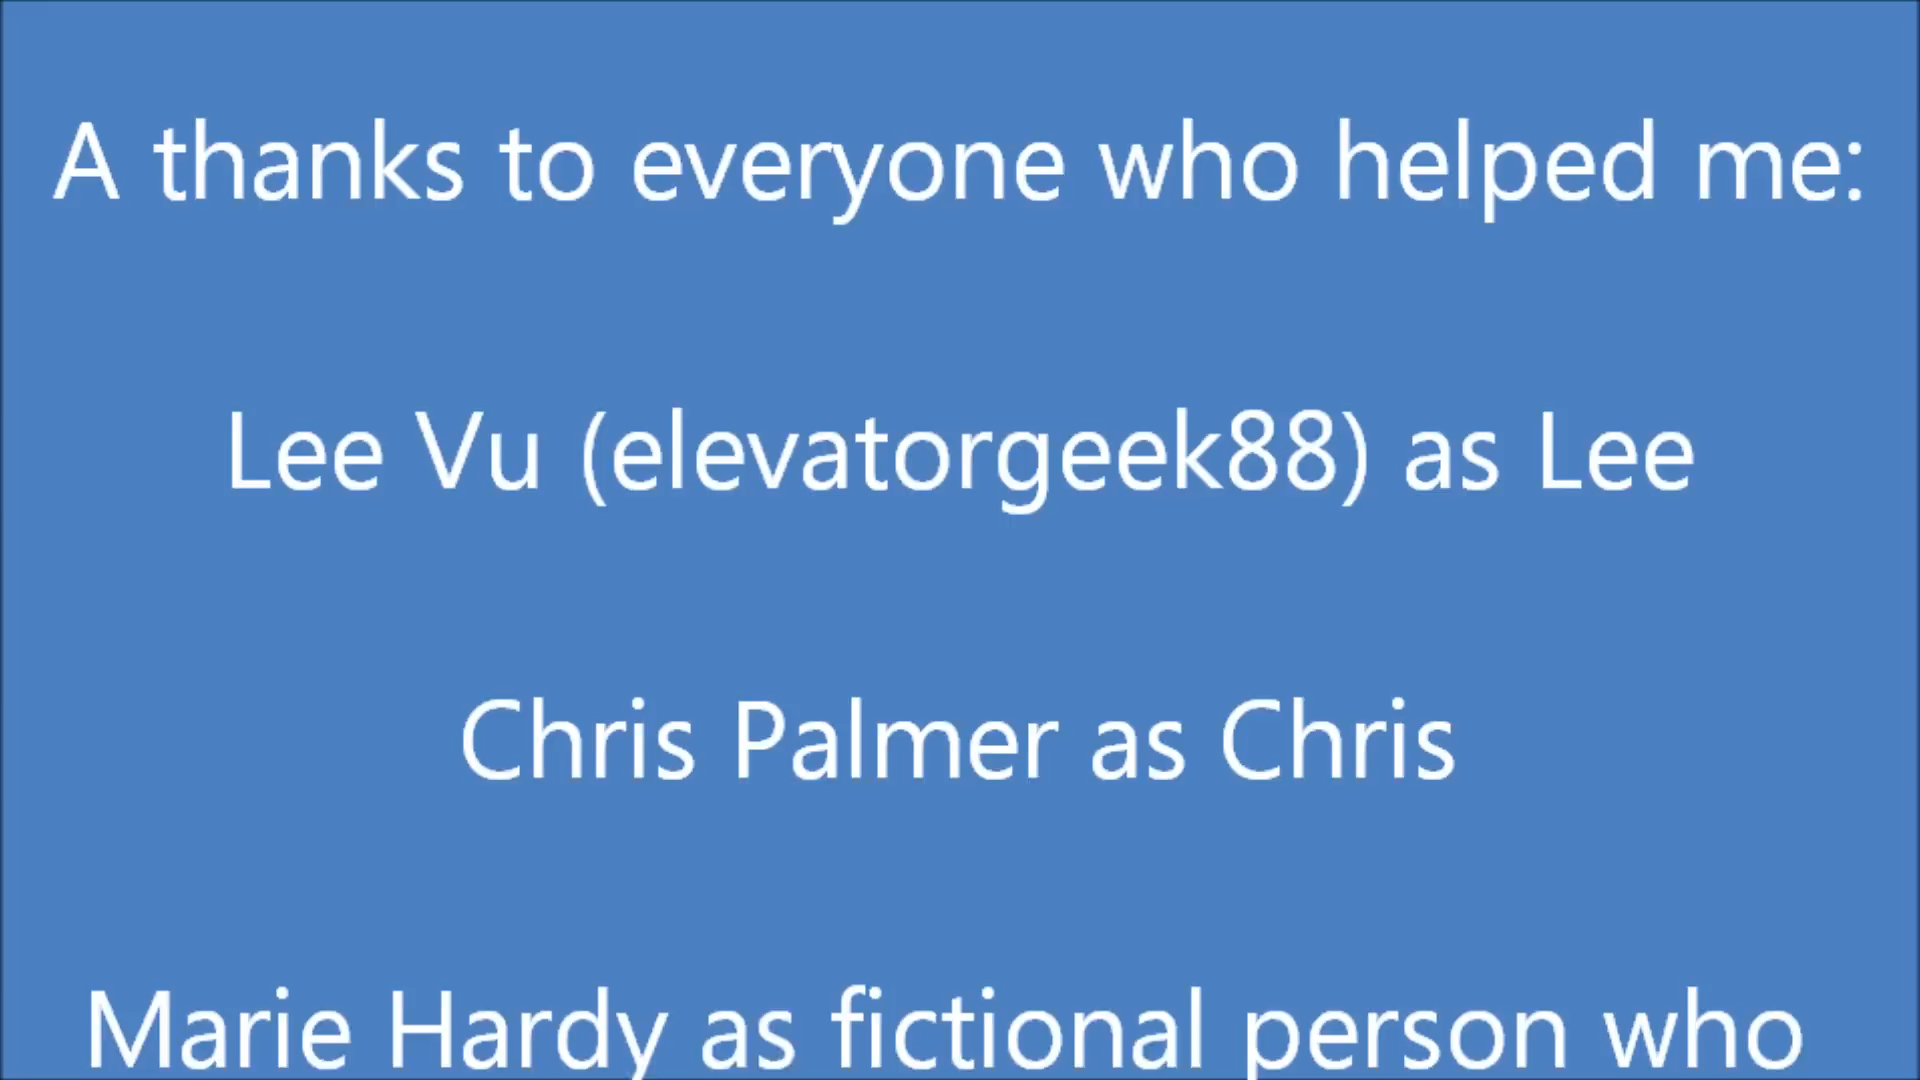 A thanks to everyone who helped me:
Lee Vu (elevatorgeek88) as Lee
Chris Palmer as Chris
Marie Hardy as fictional person who